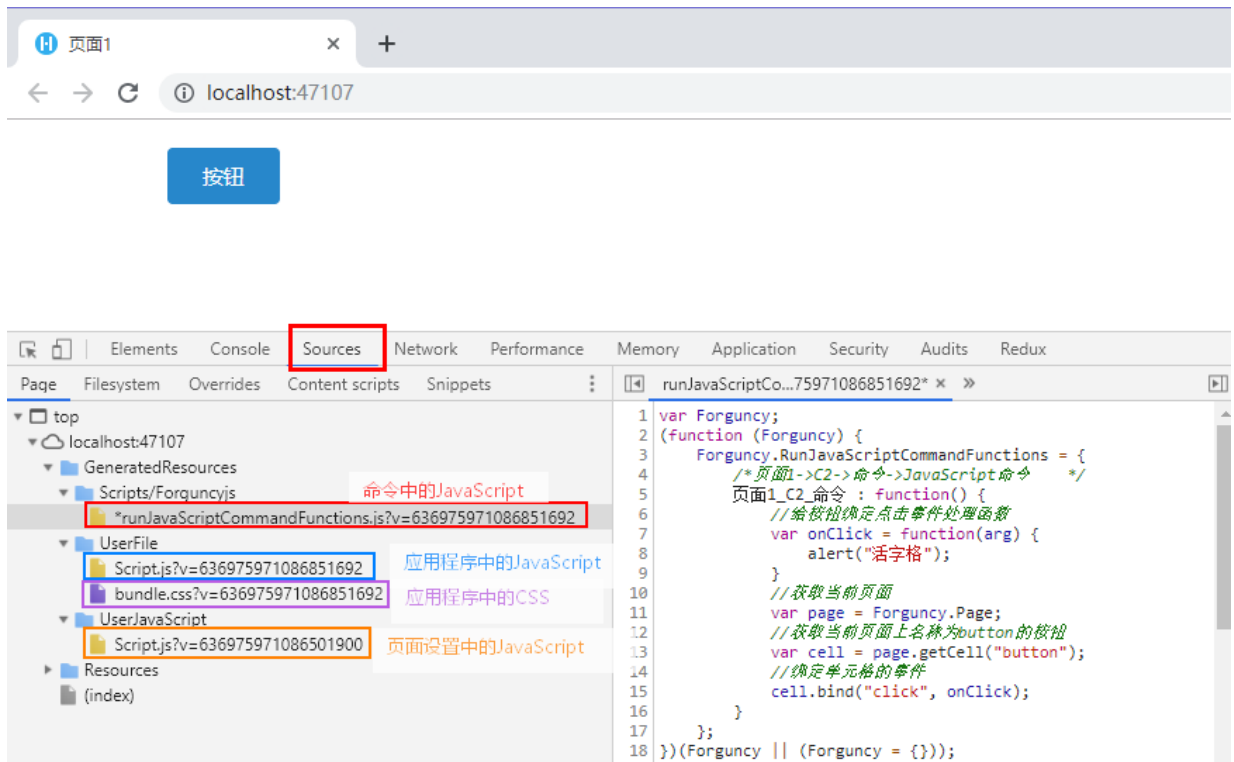 页面1
localhost:47107
按钮
Elements Console Sources Network Performance Memory Application Security Audits Redux
Page Filesystem Overrides Content scripts Snippets
top
localhost:47107
GeneratedResources
Scripts/Forguncyjs
命令中的JavaScript
*runJavaScriptCommandFunctions.js?v=636975971086851692
UserFile
Script.js?v=636975971086851692
应用程序中的JavaScript
bundle.css?v=636975971086851692
应用程序中的CSS
UserJavaScript
Script.js?v=636975971086501900
页面设置中的JavaScript
Resources
(index)
runJavaScriptCo...75971086851692*
1 var Forguncy;
2 (function (Forguncy) {
3 Forguncy.RunJavaScriptCommandFunctions = {
4 /*页面1->C2->命令->JavaScript命令 */
5 页面1_C2_命令 : function() {
6 //给按钮绑定点击事件处理函数
7 var onClick = function(arg) {
8 alert("活字格");
9 }
10 //获取当前页面
11 var page = Forguncy.Page;
12 //获取当前页面上名称为button的按钮
13 var cell = page.getCell("button");
14 //绑定单元格的事件
15 cell.bind("click", onClick);
16 }
17 };
18 })(Forguncy || (Forguncy = {}));